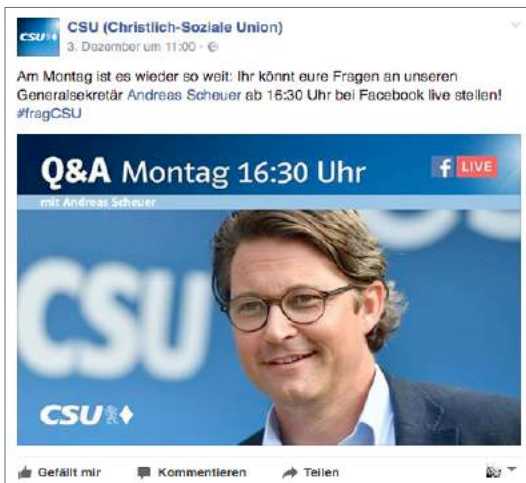 CSU
CSU (Christlich-Soziale Union)
3. Dezember um 11:00 ·
Am Montag ist es wieder so weit: Ihr könnt eure Fragen an unseren
Generalsekretär Andreas Scheuer ab 16:30 Uhr bei Facebook live stellen!
#fragCSU
Q&A Montag 16:30 Uhr
f LIVE
mit Andreas Scheuer
CSU
CSU
Gefällt mir Kommentieren Teilen